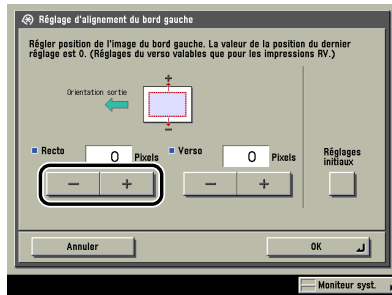 Réglage d'alignement du bord gauche
Régler position de l'image du bord gauche. La valeur de la position du dernier
réglage est 0. (Réglages du verso valables que pour les impressions RV.)
Orientation sortie
+
−
Recto 0 Pixels Verso 0 Pixels Réglages
initiaux
− + − +
Annuler OK
Moniteur syst.